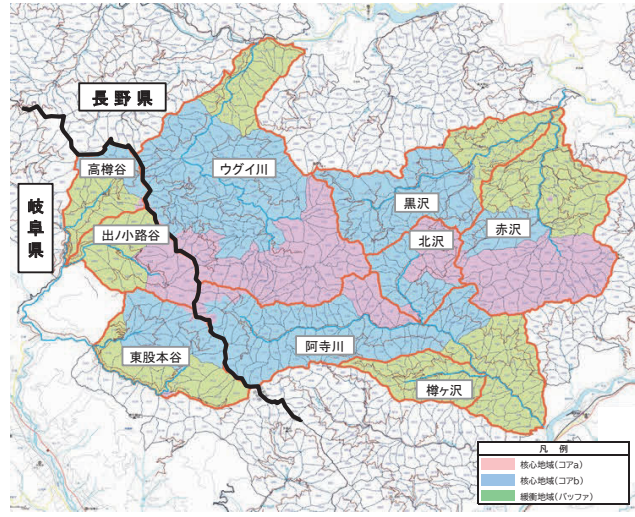 長野県
高樽谷
ウグイ川
岐阜県
黒沢
出ノ小路谷
北沢
赤沢
阿寺川
東股本谷
樽ヶ沢
凡 例
核心地域(コアa)
核心地域(コアb)
緩衝地域(バッファ)